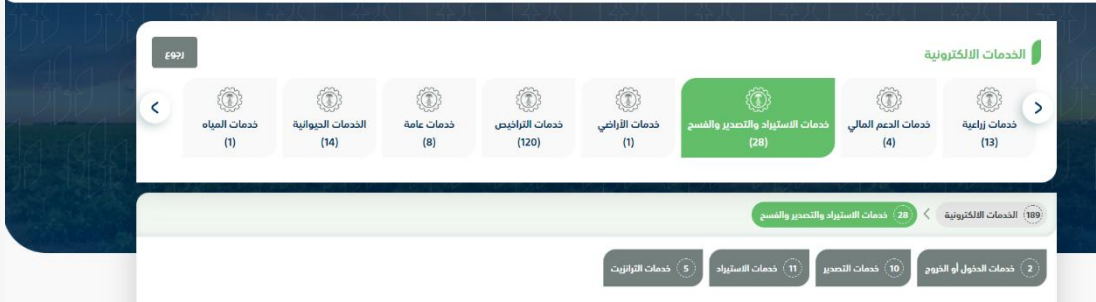 الخدمات الالكترونية
رجوع
خدمات زراعية
(13)
خدمات الدعم المالي
(4)
خدمات الاستيراد والتصدير والفسح
(28)
خدمات الأراضي
(1)
خدمات التراخيص
(120)
خدمات عامة
(8)
الخدمات الحيوانية
(14)
خدمات المياه
(1)
189 الخدمات الالكترونية
28 خدمات الاستيراد والتصدير والفسح
2 خدمات الدخول أو الخروج
10 خدمات التصدير
11 خدمات الاستيراد
5 خدمات الترانزيت